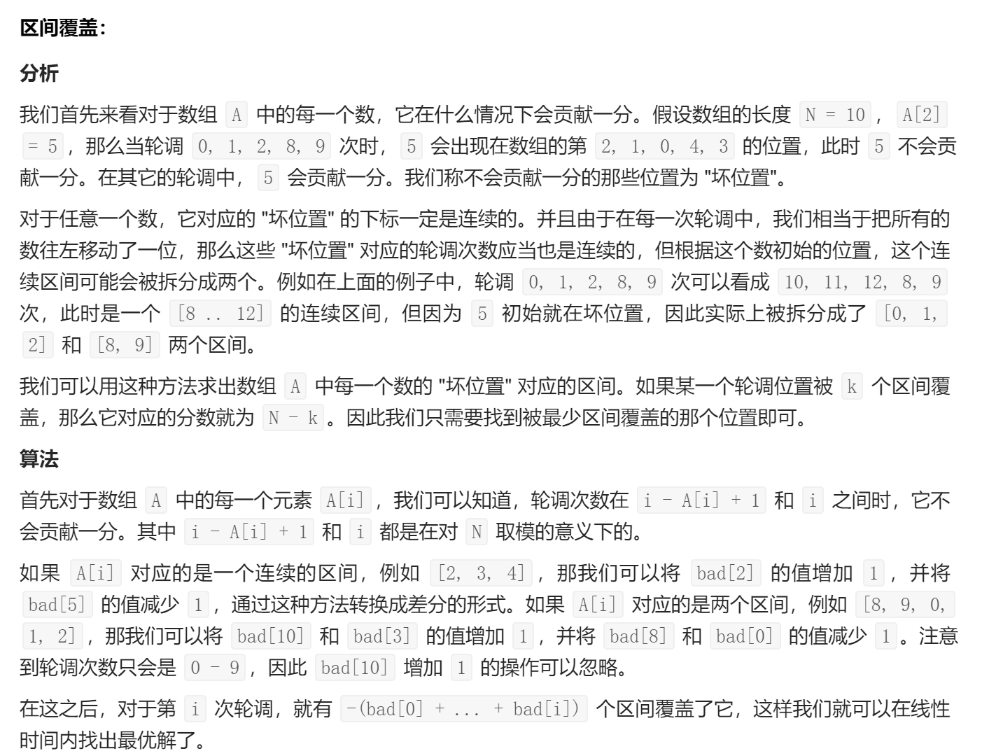 区间覆盖：
分析
我们首先来看对于数组 A 中的每一个数，它在什么情况下会贡献一分。假设数组的长度 N = 10 ， A[2]
= 5 ，那么当轮调 0, 1, 2, 8, 9 次时， 5 会出现在数组的第 2, 1, 0, 4, 3 的位置，此时 5 不会贡
献一分。在其它的轮调中， 5 会贡献一分。我们称不会贡献一分的那些位置为 "坏位置"。
对于任意一个数，它对应的 "坏位置" 的下标一定是连续的。并且由于在每一次轮调中，我们相当于把所有的
数往左移动了一位，那么这些 "坏位置" 对应的轮调次数应当也是连续的，但根据这个数初始的位置，这个连
续区间可能会被拆分成两个。例如在上面的例子中，轮调 0, 1, 2, 8, 9 次可以看成 10, 11, 12, 8, 9
次，此时是一个 [8 .. 12] 的连续区间，但因为 5 初始就在坏位置，因此实际上被拆分成了 [0, 1,
2] 和 [8, 9] 两个区间。
我们可以用这种方法求出数组 A 中每一个数的 "坏位置" 对应的区间。如果某一个轮调位置被 k 个区间覆
盖，那么它对应的分数就为 N - k 。因此我们只需要找到被最少区间覆盖的那个位置即可。
算法
首先对于数组 A 中的每一个元素 A[i] ，我们可以知道，轮调次数在 i - A[i] + 1 和 i 之间时，它不
会贡献一分。其中 i - A[i] + 1 和 i 都是在对 N 取模的意义下的。
如果 A[i] 对应的是一个连续的区间，例如 [2, 3, 4] ，那我们可以将 bad[2] 的值增加 1 ，并将
bad[5] 的值减少 1 ，通过这种方法转换成差分的形式。如果 A[i] 对应的是两个区间，例如 [8, 9, 0,
1, 2] ，那我们可以将 bad[10] 和 bad[3] 的值增加 1 ，并将 bad[8] 和 bad[0] 的值减少 1 。注意
到轮调次数只会是 0 - 9 ，因此 bad[10] 增加 1 的操作可以忽略。
在这之后，对于第 i 次轮调，就有 -(bad[0] + ... + bad[i]) 个区间覆盖了它，这样我们就可以在线性
时间内找出最优解了。